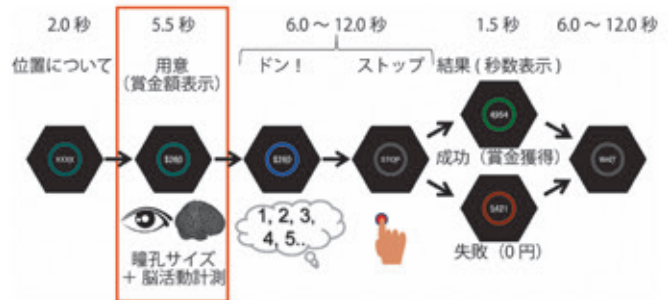 2.0 秒
5.5 秒
6.0 ～ 12.0 秒
1.5 秒
6.0 ～ 12.0 秒
位置について
用意
(賞金額表示)
ドン！
ストップ
結果 ( 秒数表示 )
XXXX
$260
$260
STOP
4954
WAIT
成功（賞金獲得）
5421
失敗（0 円）
1, 2, 3,
4, 5..
瞳孔サイズ
＋ 脳活動計測